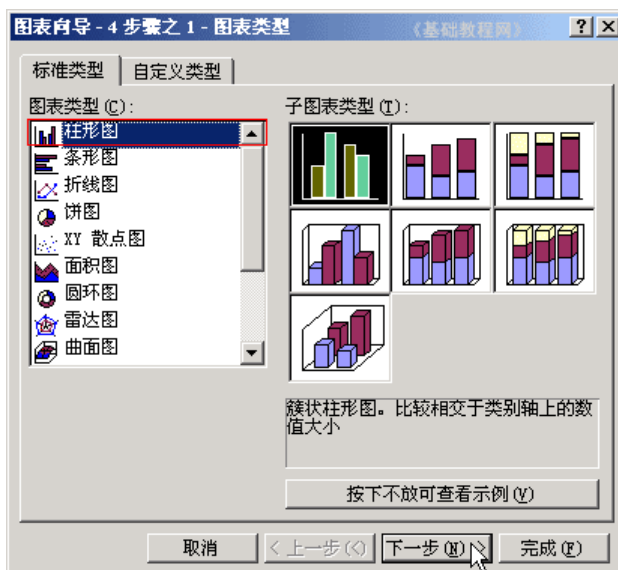 图表向导 - 4 步骤之 1 - 图表类型
《基础教程网》
标准类型
自定义类型
图表类型(C):
柱形图
条形图
折线图
饼图
XY 散点图
面积图
圆环图
雷达图
曲面图
子图表类型(T):
簇状柱形图。比较相交于类别轴上的数
值大小
按下不放可查看示例(V)
取消
< 上一步(<)
下一步(N) >
完成(F)